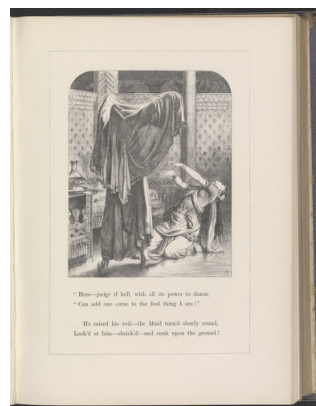 “ Here—judge if hell, with all its power to damn,
“ Can add one curse to the foul thing I am!”
He raised his veil—the Maid turn'd slowly round,
Look'd at him—shriek'd—and sunk upon the ground!